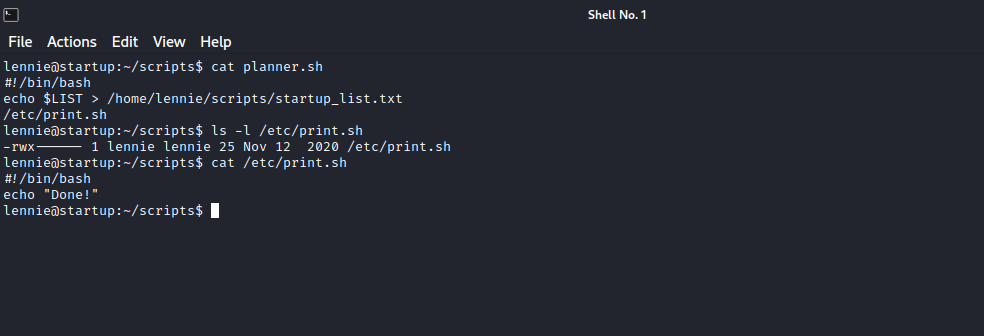 Shell No. 1
File Actions Edit View Help
lennie@startup:~/scripts$ cat planner.sh
#!/bin/bash
echo $LIST > /home/lennie/scripts/startup_list.txt
/etc/print.sh
lennie@startup:~/scripts$ ls -l /etc/print.sh
-rwx------ 1 lennie lennie 25 Nov 12  2020 /etc/print.sh
lennie@startup:~/scripts$ cat /etc/print.sh
#!/bin/bash
echo "Done!"
lennie@startup:~/scripts$